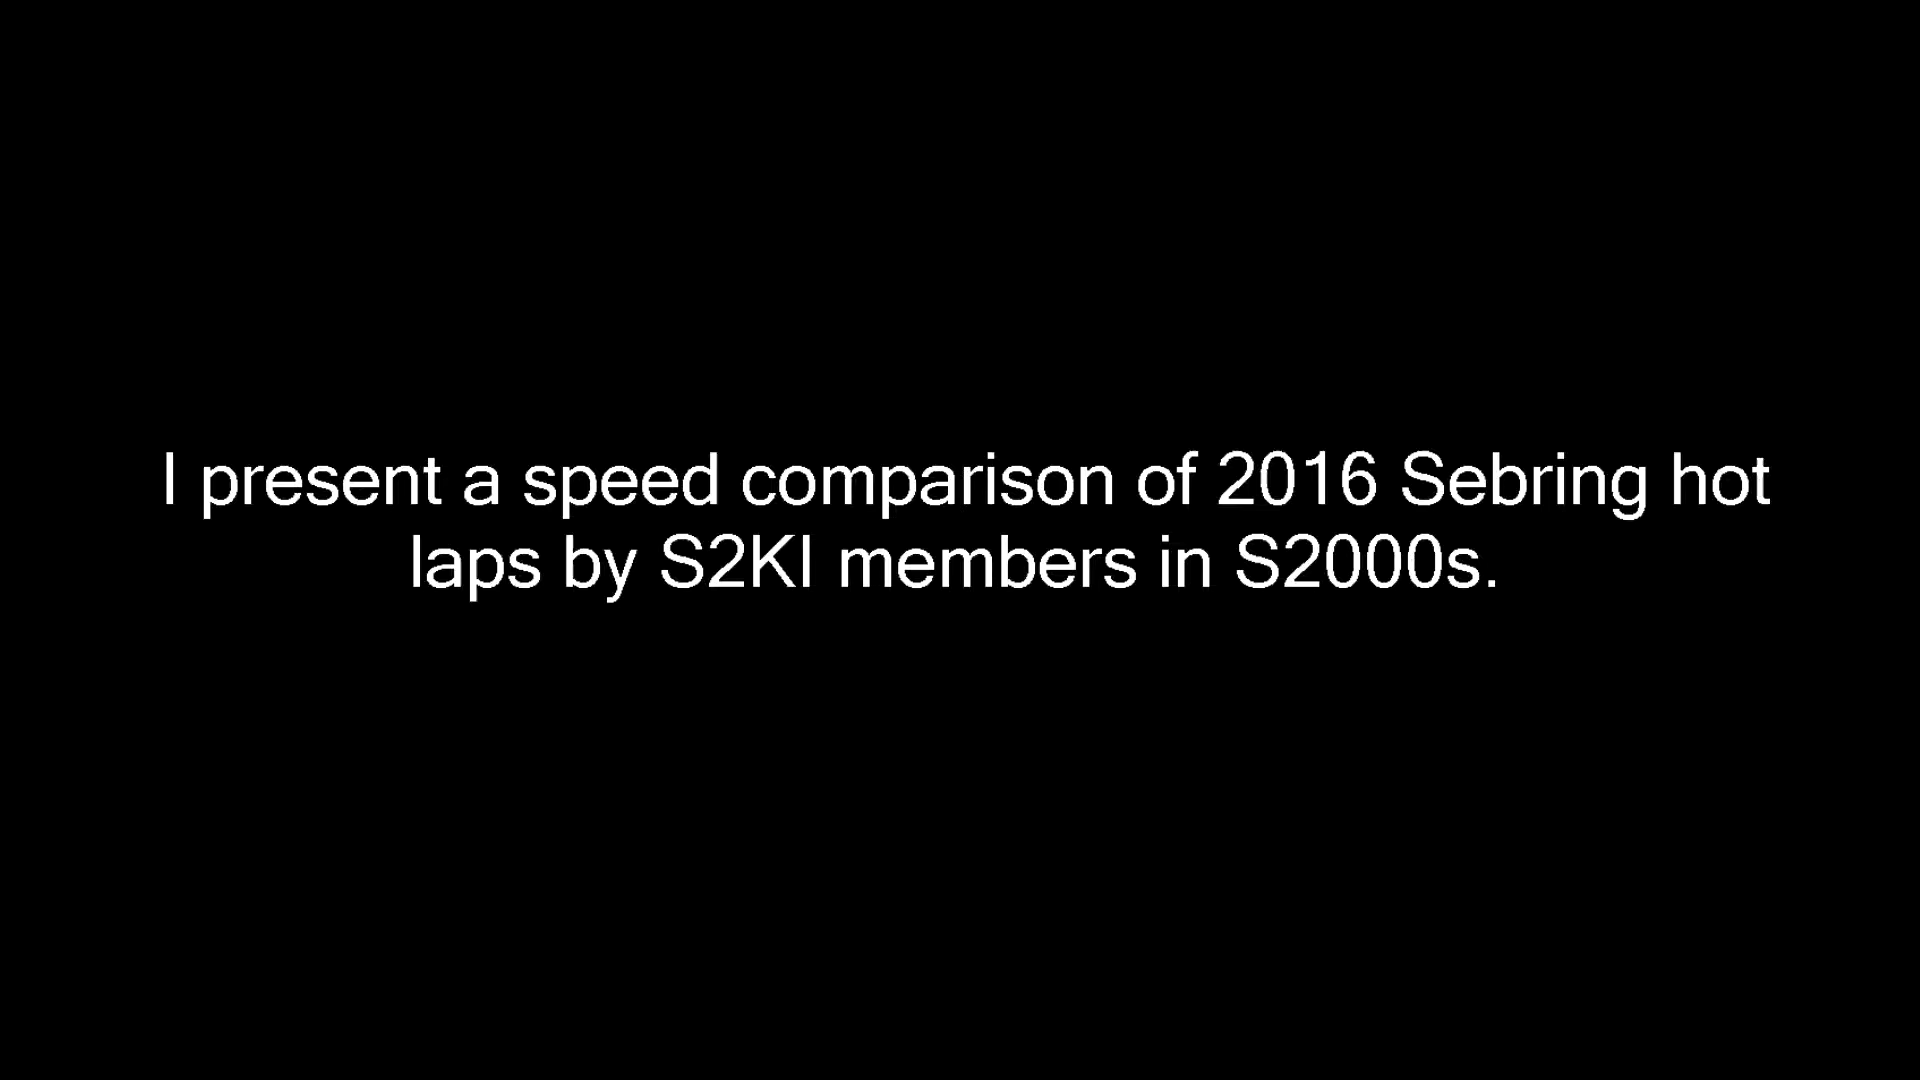 I present a speed comparison of 2016 Sebring hot
laps by S2KI members in S2000s.